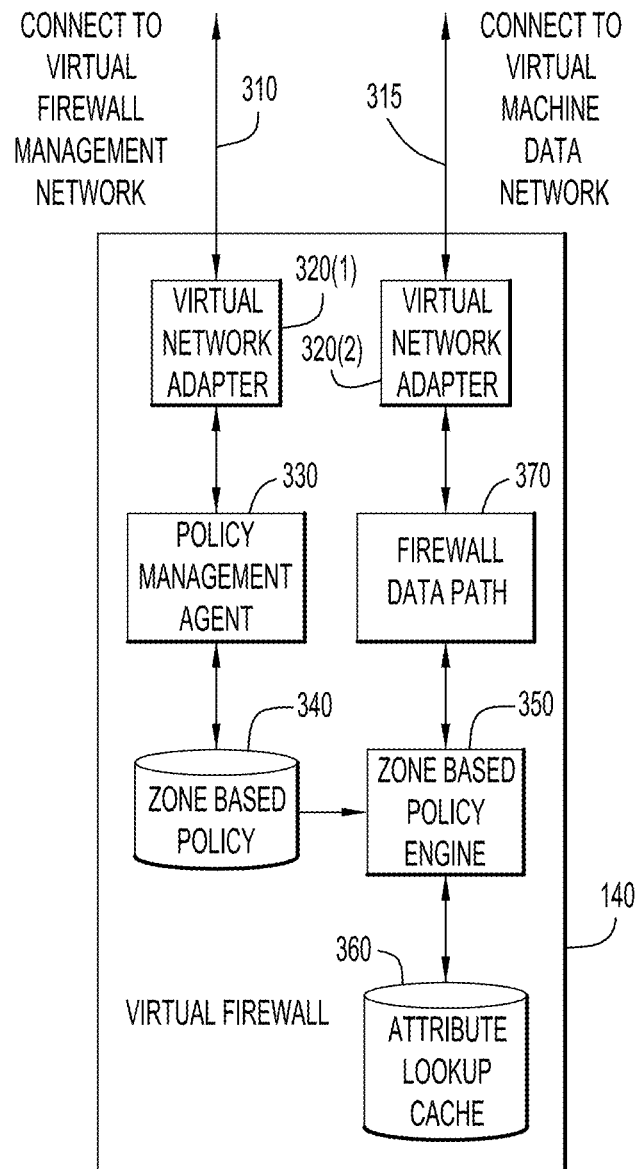 CONNECT TO
VIRTUAL
FIREWALL
MANAGEMENT
NETWORK
310
315
CONNECT TO
VIRTUAL
MACHINE
DATA
NETWORK
VIRTUAL
NETWORK
ADAPTER
320(1)
320(2)
VIRTUAL
NETWORK
ADAPTER
330
POLICY
MANAGEMENT
AGENT
370
FIREWALL
DATA PATH
340
ZONE BASED
POLICY
350
ZONE BASED
POLICY
ENGINE
140
360
VIRTUAL FIREWALL
ATTRIBUTE
LOOKUP
CACHE